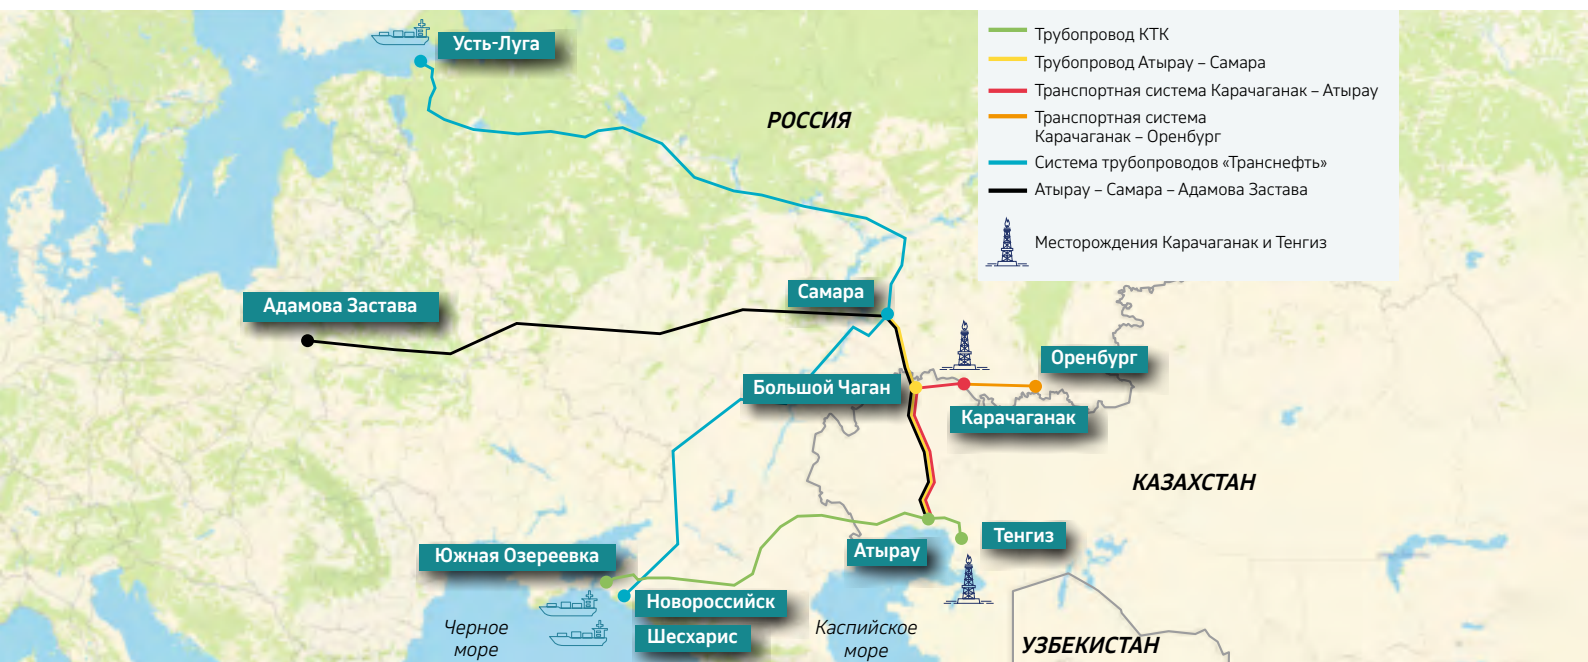 Усть-Луга
РОССИЯ
Трубопровод КТК
Трубопровод Атырау – Самара
Транспортная система Карачаганак – Атырау
Транспортная система
Карачаганак – Оренбург
Система трубопроводов «Транснефть»
Атырау – Самара – Адамова Застава
Месторождения Карачаганак и Тенгиз
Адамова Застава
Самара
Большой Чаган
Оренбург
Карачаганак
КАЗАХСТАН
Атырау
Тенгиз
Южная Озереевка
Новороссийск
Шесхарис
Черное
море
Каспийское
море
УЗБЕКИСТАН